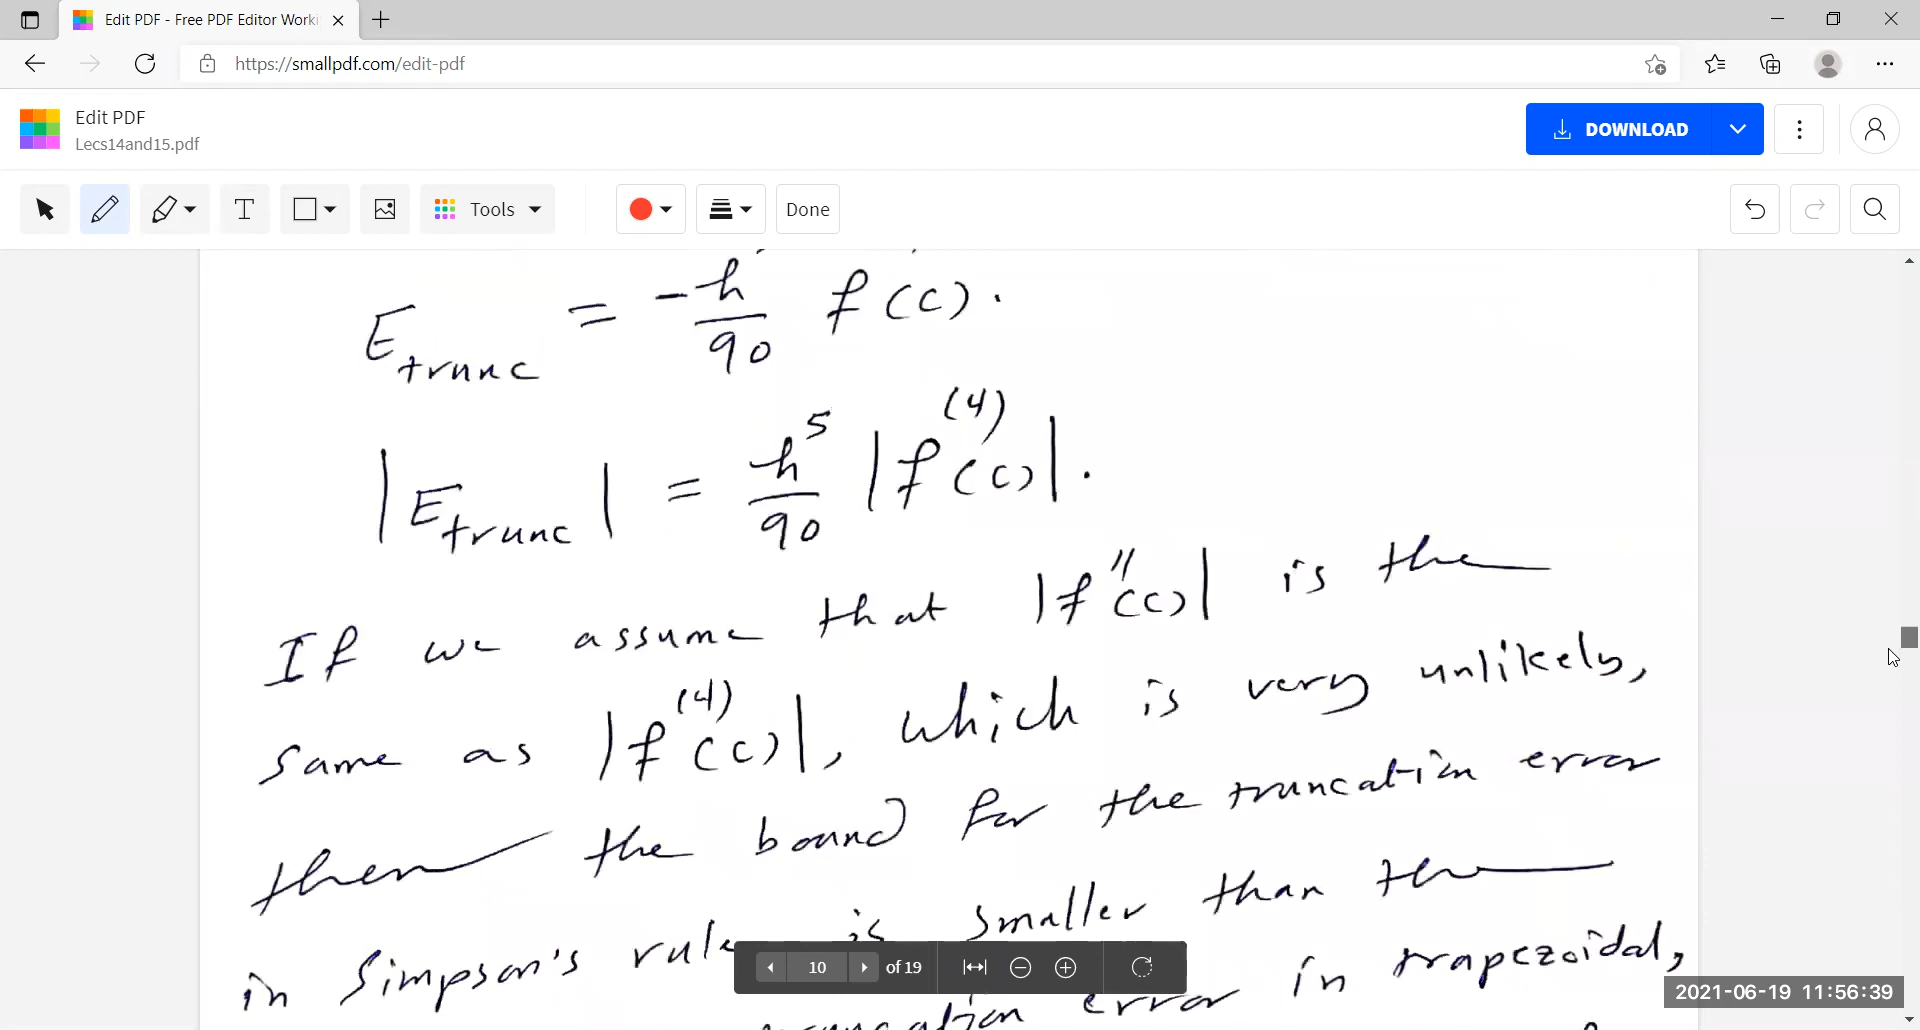 Edit PDF - Free PDF Editor Worki
https://smallpdf.com/edit-pdf
Edit PDF
Lecs14and15.pdf
DOWNLOAD
T Tools Done
E_trunc = -h/90 f(c).
|E_trunc| = h^5/90 |f^(4)(c)|.
If we assume that |f''(c)| is the
same as |f^(4)(c)|, which is very unlikely,
then the bound for the truncation error
in Simpson's rule is smaller than the
error in trapezoidal,
10 of 19
2021-06-19 11:56:39